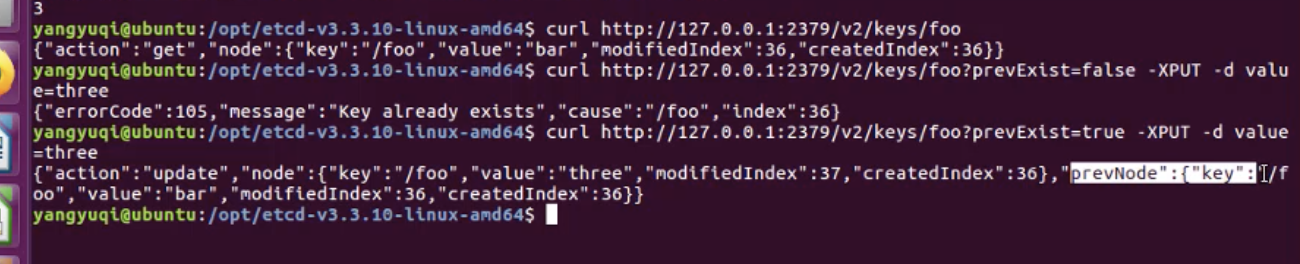 3
yangyuqi@ubuntu:/opt/etcd-v3.3.10-linux-amd64$ curl http://127.0.0.1:2379/v2/keys/foo
{"action":"get","node":{"key":"/foo","value":"bar","modifiedIndex":36,"createdIndex":36}}
yangyuqi@ubuntu:/opt/etcd-v3.3.10-linux-amd64$ curl http://127.0.0.1:2379/v2/keys/foo?prevExist=false -XPUT -d valu
e=three
{"errorCode":105,"message":"Key already exists","cause":"/foo","index":36}
yangyuqi@ubuntu:/opt/etcd-v3.3.10-linux-amd64$ curl http://127.0.0.1:2379/v2/keys/foo?prevExist=true -XPUT -d value
=three
{"action":"update","node":{"key":"/foo","value":"three","modifiedIndex":37,"createdIndex":36},"prevNode":{"key":"/f
oo","value":"bar","modifiedIndex":36,"createdIndex":36}}
yangyuqi@ubuntu:/opt/etcd-v3.3.10-linux-amd64$